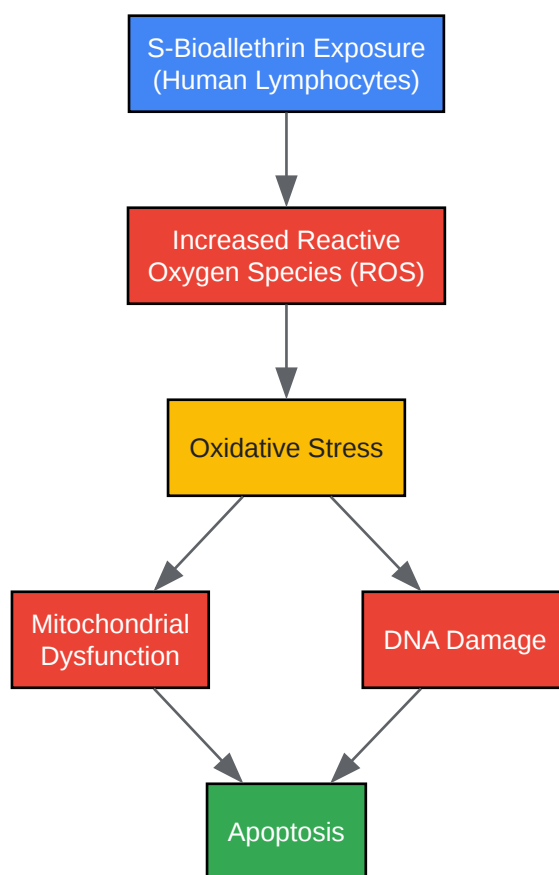 S-Bioallethrin Exposure
(Human Lymphocytes)
Increased Reactive
Oxygen Species (ROS)
Oxidative Stress
Mitochondrial
Dysfunction
DNA Damage
Apoptosis